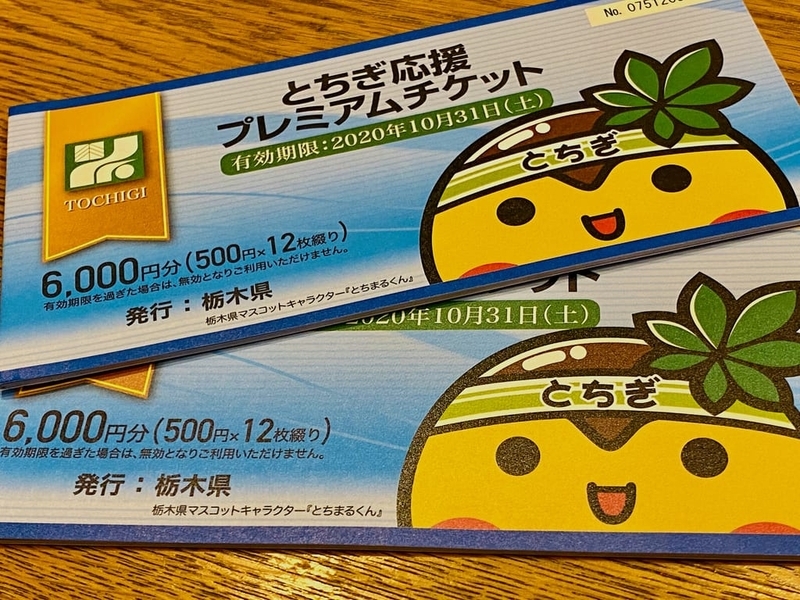 No. 07512
とちぎ応援
プレミアムチケット
有効期限:2020年10月31日(土)
とちぎ
TOCHIGI
6,000円分(500円×12枚綴り)
有効期限を過ぎた場合は、無効となりご利用いただけません。
発行:栃木県
栃木県マスコットキャラクター『とちまるくん』
ット
2020年10月31日(土)
とちぎ
6,000円分(500円×12枚綴り)
有効期限を過ぎた場合は、無効となりご利用いただけません。
発行:栃木県
栃木県マスコットキャラクター『とちまるくん』